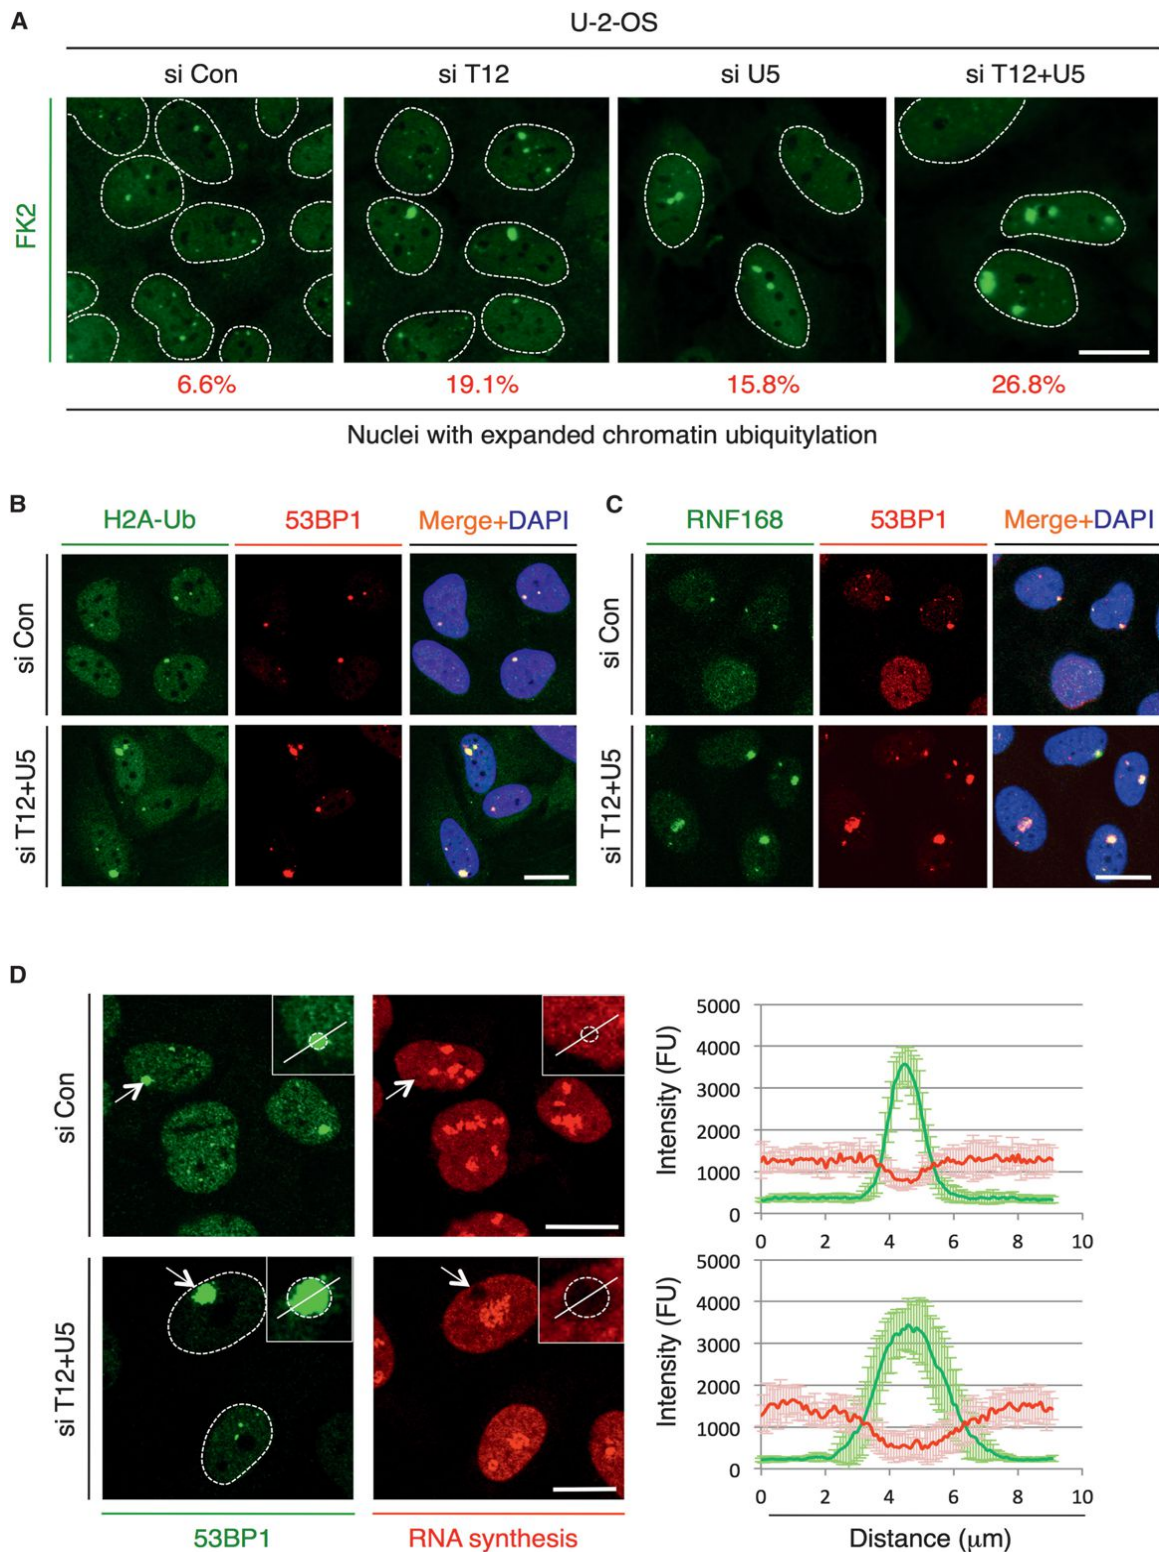 A
U-2-OS
si Con si T12 si U5 si T12+U5
FK2
6.6% 19.1% 15.8% 26.8%
Nuclei with expanded chromatin ubiquitylation
B
H2A-Ub 53BP1 Merge+DAPI
si Con
si T12+U5
C
RNF168 53BP1 Merge+DAPI
si Con
si T12+U5
D
si Con
si T12+U5
53BP1 RNA synthesis
Intensity (FU)
5000
4000
3000
2000
1000
0
0 2 4 6 8 10
Intensity (FU)
5000
4000
3000
2000
1000
0
0 2 4 6 8 10
Distance (μm)